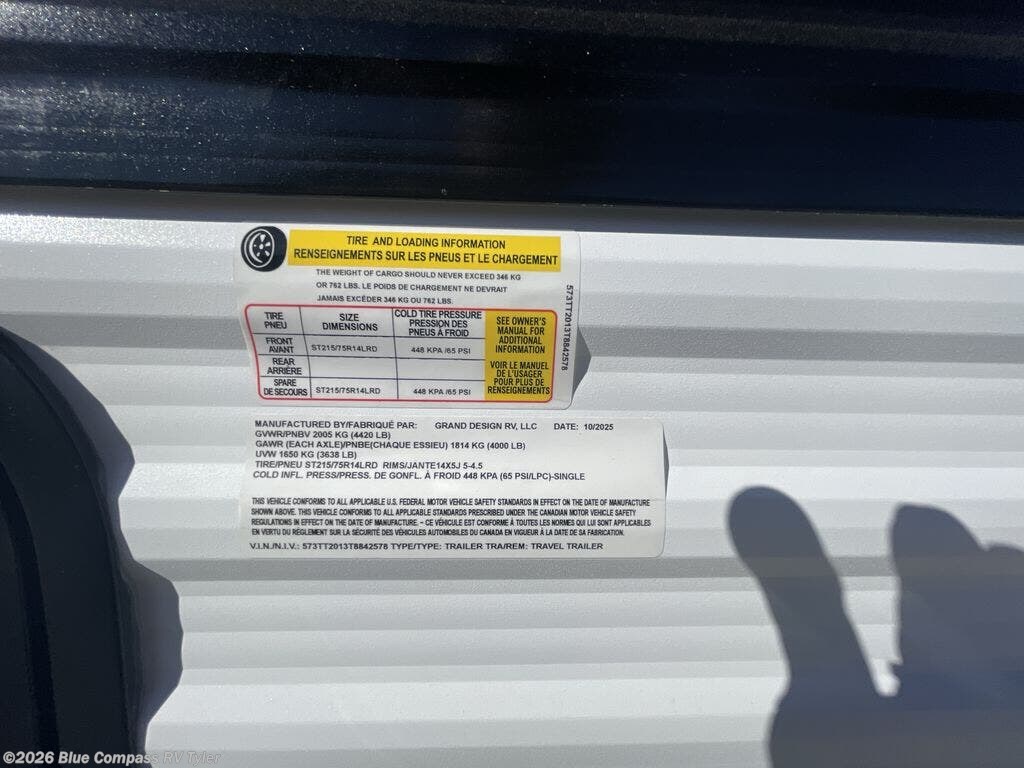 TIRE AND LOADING INFORMATION
RENSEIGNEMENTS SUR LES PNEUS ET LE CHARGEMENT
THE WEIGHT OF CARGO SHOULD NEVER EXCEED 346 KG
OR 762 LBS. LE POIDS DE CHARGEMENT NE DEVRAIT
JAMAIS EXCÉDER 346 KG OU 762 LBS.
TIRE
PNEU
SIZE
DIMENSIONS
COLD TIRE PRESSURE
PRESSION DES
PNEUS À FROID
SEE OWNER'S
MANUAL FOR
ADDITIONAL
INFORMATION
VOIR LE MANUEL
DE L'USAGER
POUR PLUS DE
RENSEIGNEMENTS
FRONT
AVANT
ST215/75R14LRD
448 KPA /65 PSI
REAR
ARRIÈRE
SPARE
DE SECOURS
ST215/75R14LRD
448 KPA /65 PSI
573TT2013T8842578
MANUFACTURED BY/FABRIQUÉ PAR: GRAND DESIGN RV, LLC DATE: 10/2025
GVWR/PNBV 2005 KG (4420 LB)
GAWR (EACH AXLE)/PNBE(CHAQUE ESSIEU) 1814 KG (4000 LB)
UVW 1650 KG (3638 LB)
TIRE/PNEU ST215/75R14LRD RIMS/JANTE14X5J 5-4.5
COLD INFL. PRESS/PRESS. DE GONFL. À FROID 448 KPA (65 PSI/LPC)-SINGLE
THIS VEHICLE CONFORMS TO ALL APPLICABLE U.S. FEDERAL MOTOR VEHICLE SAFETY STANDARDS IN EFFECT ON THE DATE OF MANUFACTURE
SHOWN ABOVE. THIS VEHICLE CONFORMS TO ALL APPLICABLE STANDARDS PRESCRIBED UNDER THE CANADIAN MOTOR VEHICLE SAFETY
REGULATIONS IN EFFECT ON THE DATE OF MANUFACTURE. - CE VÉHICULE EST CONFORME À TOUTES LES NORMES QUI LUI SONT APPLICABLES
EN VERTU DU RÈGLEMENT SUR LA SÉCURITÉ DES VÉHICULES AUTOMOBILES DU CANADA EN VIGUEUR À LA DATE DE SA FABRICATION.
V.I.N./N.I.V.: 573TT2013T8842578 TYPE/TYPE: TRAILER TRA/REM: TRAVEL TRAILER
©2026 Blue Compass RV Tyler